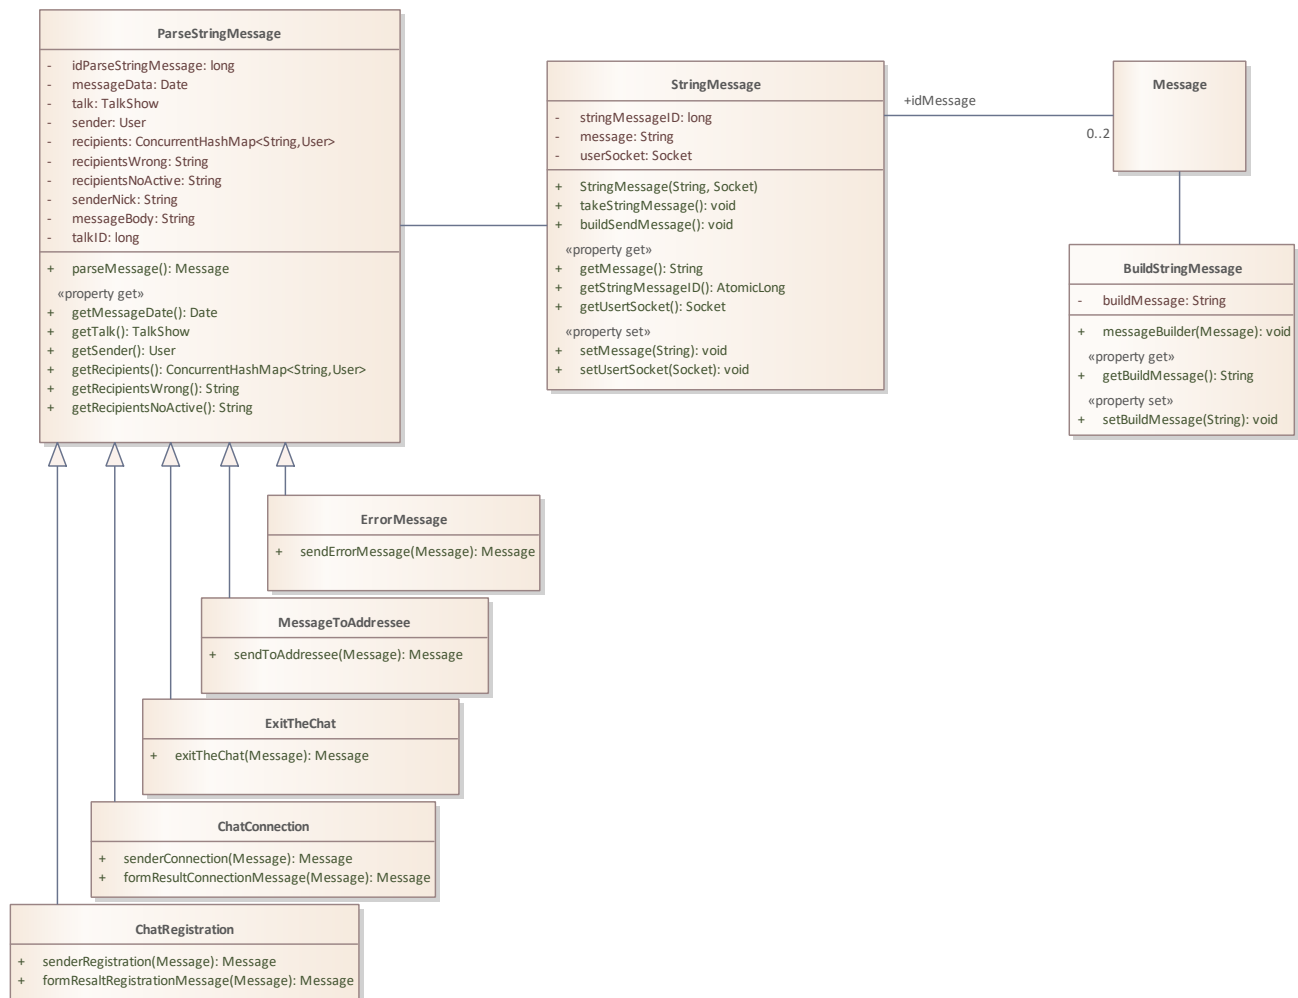 ParseStringMessage
- idParseStringMessage: long
- messageData: Date
- talk: TalkShow
- sender: User
- recipients: ConcurrentHashMap<String,User>
- recipientsWrong: String
- recipientsNoActive: String
- senderNick: String
- messageBody: String
- talkID: long
+ parseMessage(): Message
«property get»
+ getMessageDate(): Date
+ getTalk(): TalkShow
+ getSender(): User
+ getRecipients(): ConcurrentHashMap<String,User>
+ getRecipientsWrong(): String
+ getRecipientsNoActive(): String
StringMessage
- stringMessageID: long
- message: String
- userSocket: Socket
+ StringMessage(String, Socket)
+ takeStringMessage(): void
+ buildSendMessage(): void
«property get»
+ getMessage(): String
+ getStringMessageID(): AtomicLong
+ getUsertSocket(): Socket
«property set»
+ setMessage(String): void
+ setUsertSocket(Socket): void
+idMessage
0..2
Message
BuildStringMessage
- buildMessage: String
+ messageBuilder(Message): void
«property get»
+ getBuildMessage(): String
«property set»
+ setBuildMessage(String): void
ErrorMessage
+ sendErrorMessage(Message): Message
MessageToAddressee
+ sendToAddressee(Message): Message
ExitTheChat
+ exitTheChat(Message): Message
ChatConnection
+ senderConnection(Message): Message
+ formResultConnectionMessage(Message): Message
ChatRegistration
+ senderRegistration(Message): Message
+ formResaltRegistrationMessage(Message): Message